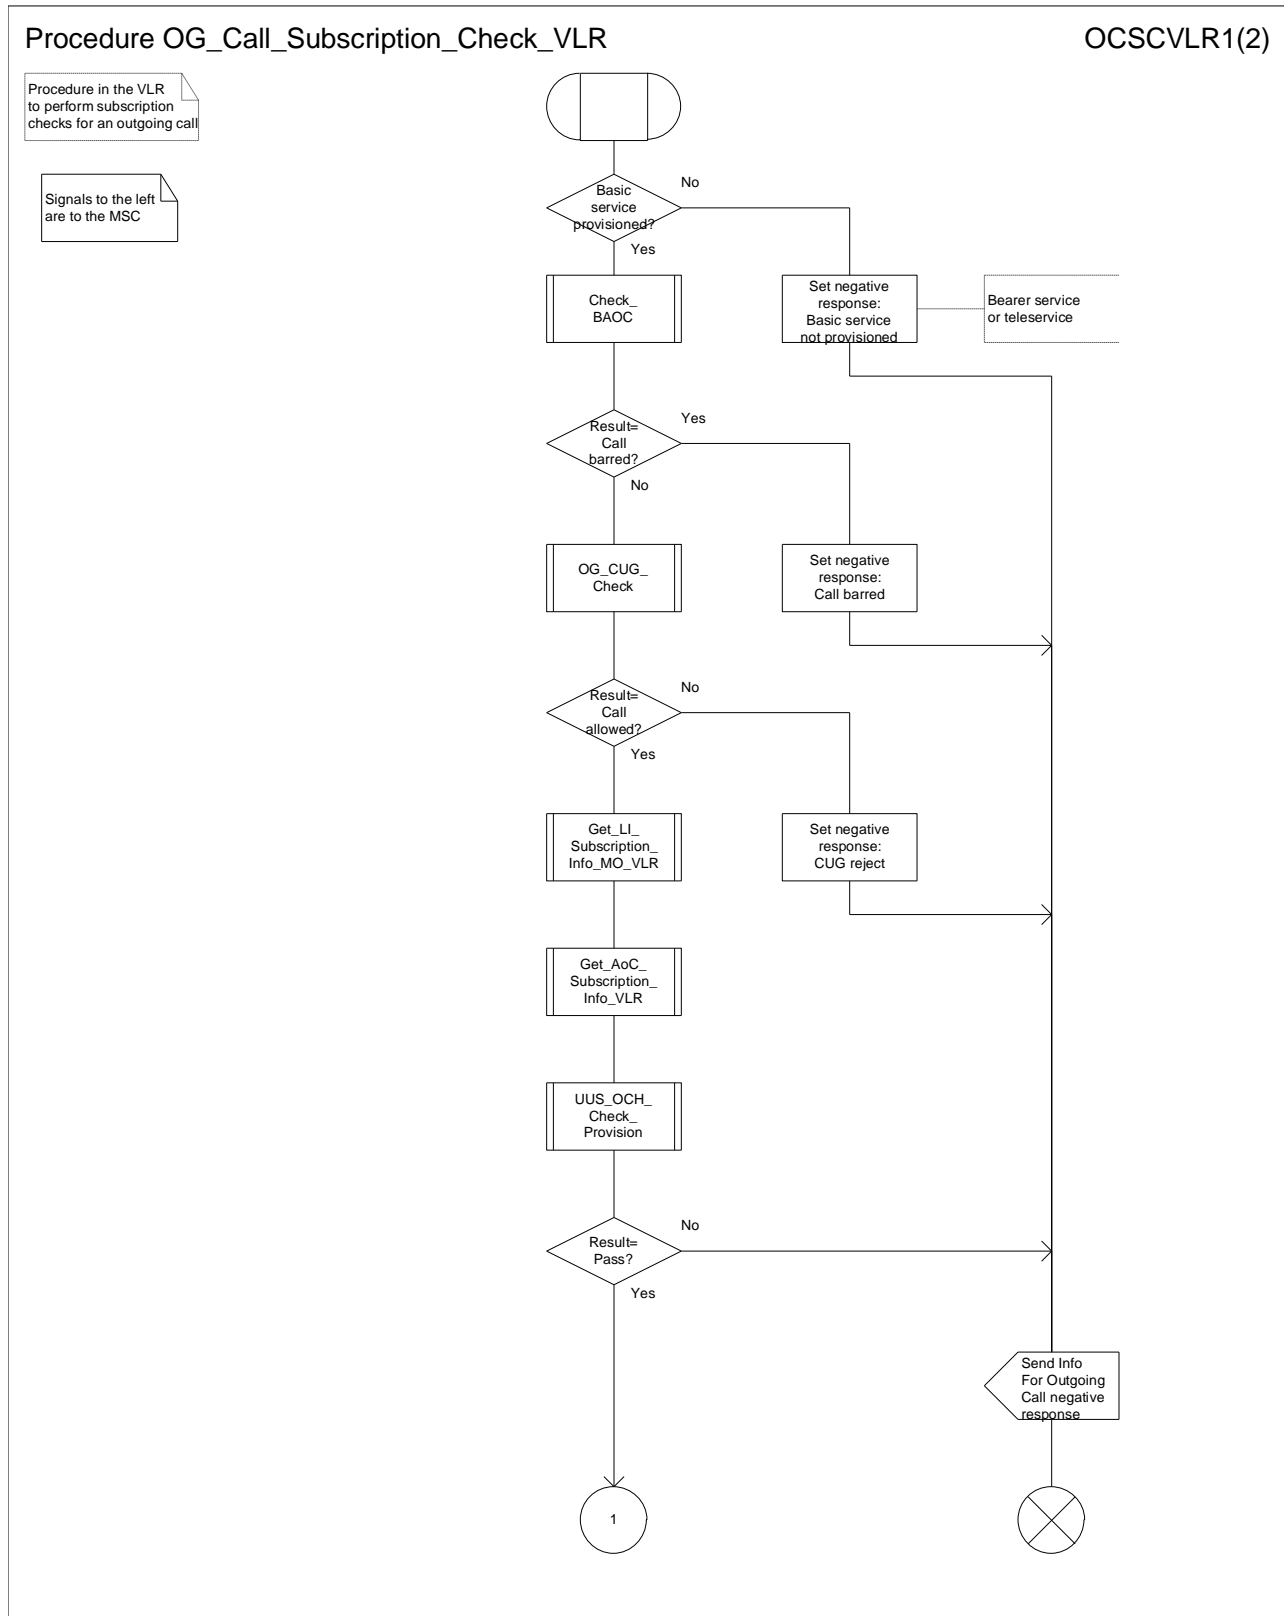 Procedure OG_Call_Subscription_Check_VLR
OCSCVLR1(2)
Procedure in the VLR
to perform subscription
checks for an outgoing call
Signals to the left
are to the MSC
Basic
service
provisioned?
No
Yes
Check_
BAOC
Set negative
response:
Basic service
not provisioned
Bearer service
or teleservice
Result=
Call
barred?
Yes
No
OG_CUG_
Check
Set negative
response:
Call barred
Result=
Call
allowed?
No
Yes
Get_LI_
Subscription_
Info_MO_VLR
Set negative
response:
CUG reject
Get_AoC_
Subscription_
Info_VLR
UUS_OCH_
Check_
Provision
Result=
Pass?
No
Yes
Send Info
For Outgoing
Call negative
response
1